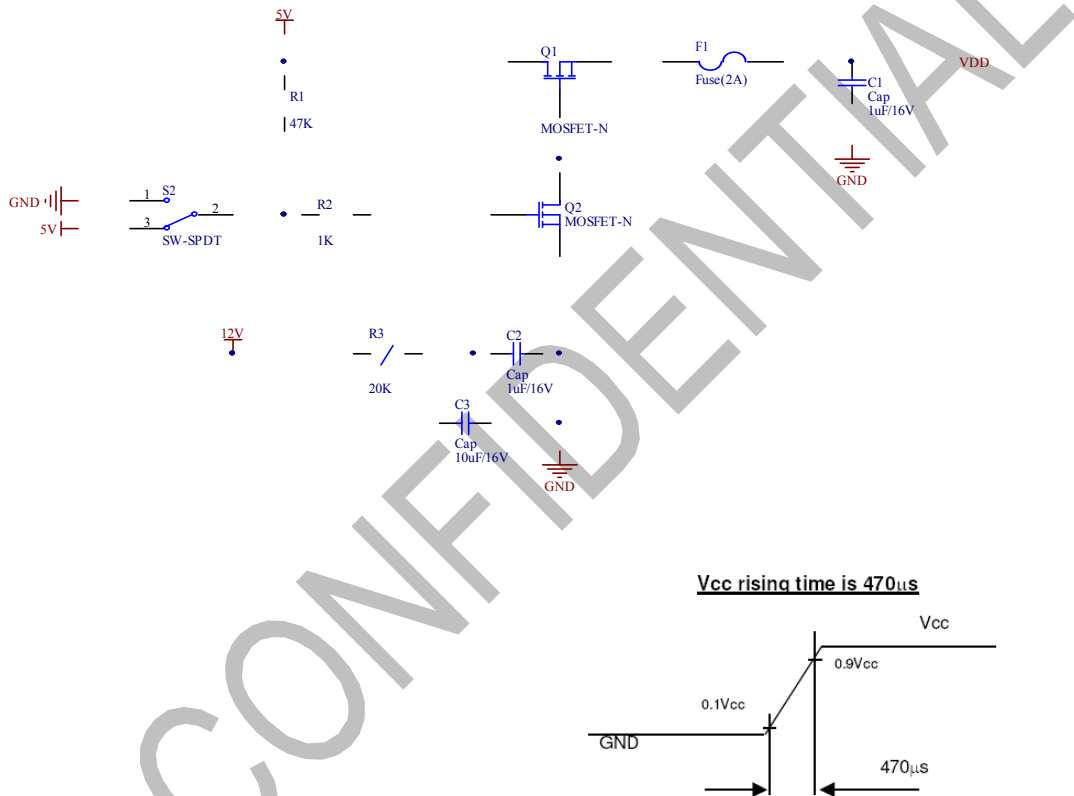 5V
Q1
F1
R1
Fuse(2A)
VDD
C1
Cap
1uF/16V
47K
MOSFET-N
GND
GND
1
S2
2
3
5V
SW-SPDT
R2
1K
Q2
MOSFET-N
12V
R3
20K
C2
Cap
1uF/16V
C3
Cap
10uF/16V
GND
CONFIDENTIAL
Vcc rising time is 470μs
Vcc
0.9Vcc
0.1Vcc
GND
470μs